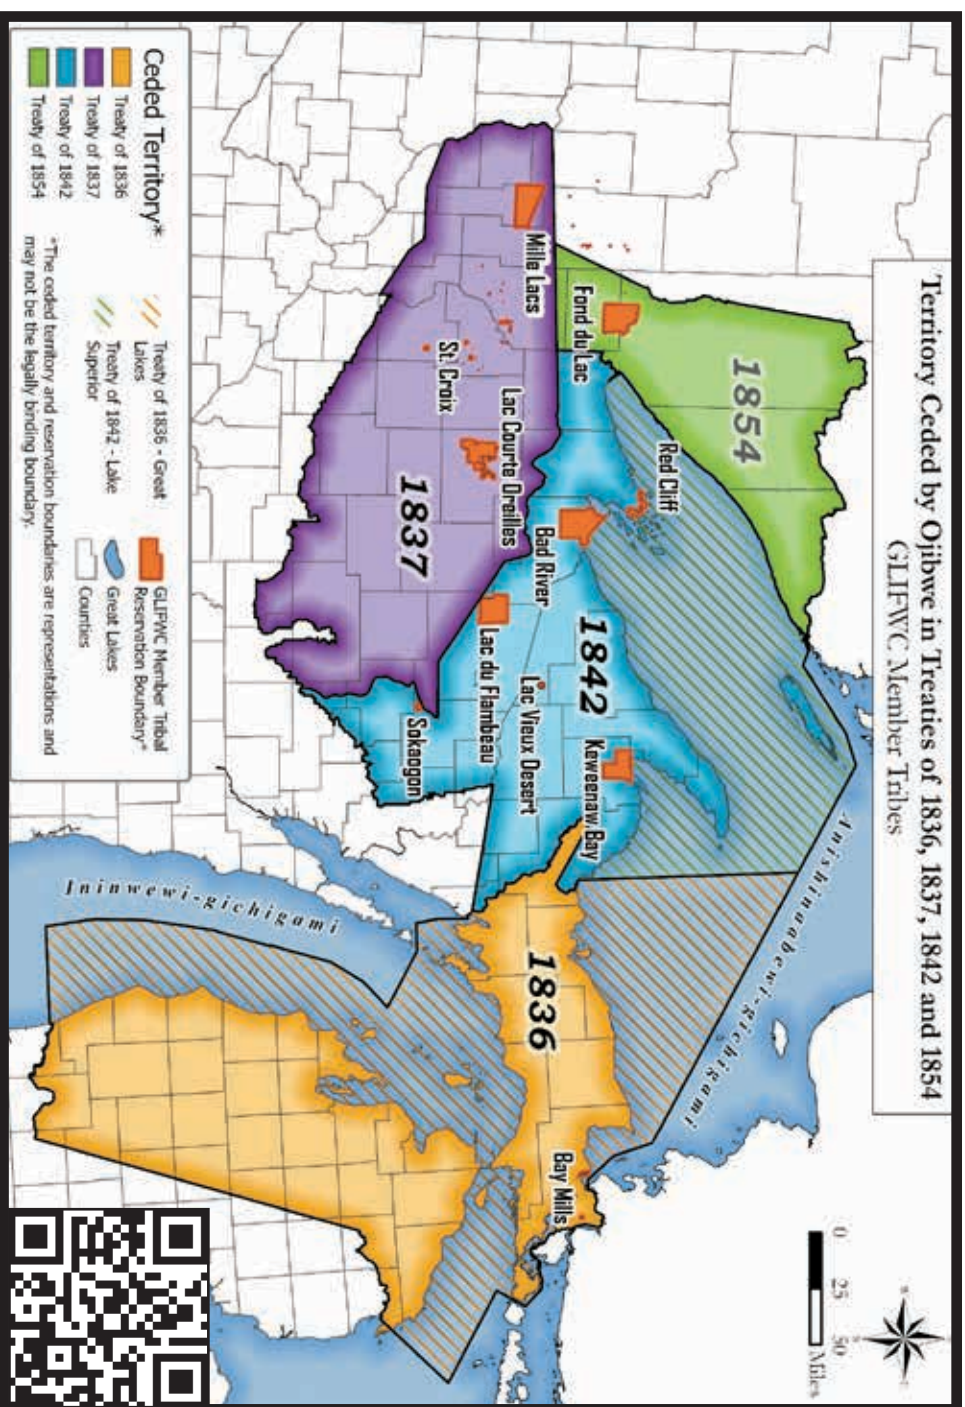 Territory Ceded by Ojibwe in Treaties of 1836, 1837, 1842 and 1854
GLIFWC Member Tribes
0 25 50
Miles
Anishinaabewi-gichigami
1854
Red Cliff
Fond du Lac
Mille Lacs
St. Croix
Lac Courte Oreilles
Bad River
1842
1837
Lac du Flambeau
Lac Vieux Desert
Keweenaw Bay
Sokaogon
1836
Bay Mills
Ininwewi-gichigami
Ceded Territory*
Treaty of 1836
Treaty of 1837
Treaty of 1842
Treaty of 1854
Treaty of 1836 - Great
Lakes
Treaty of 1842 - Lake
Superior
GLIFWC Member Tribal
Reservation Boundary*
Great Lakes
Counties
*The ceded territory and reservation boundaries are representations and
may not be the legally binding boundary.